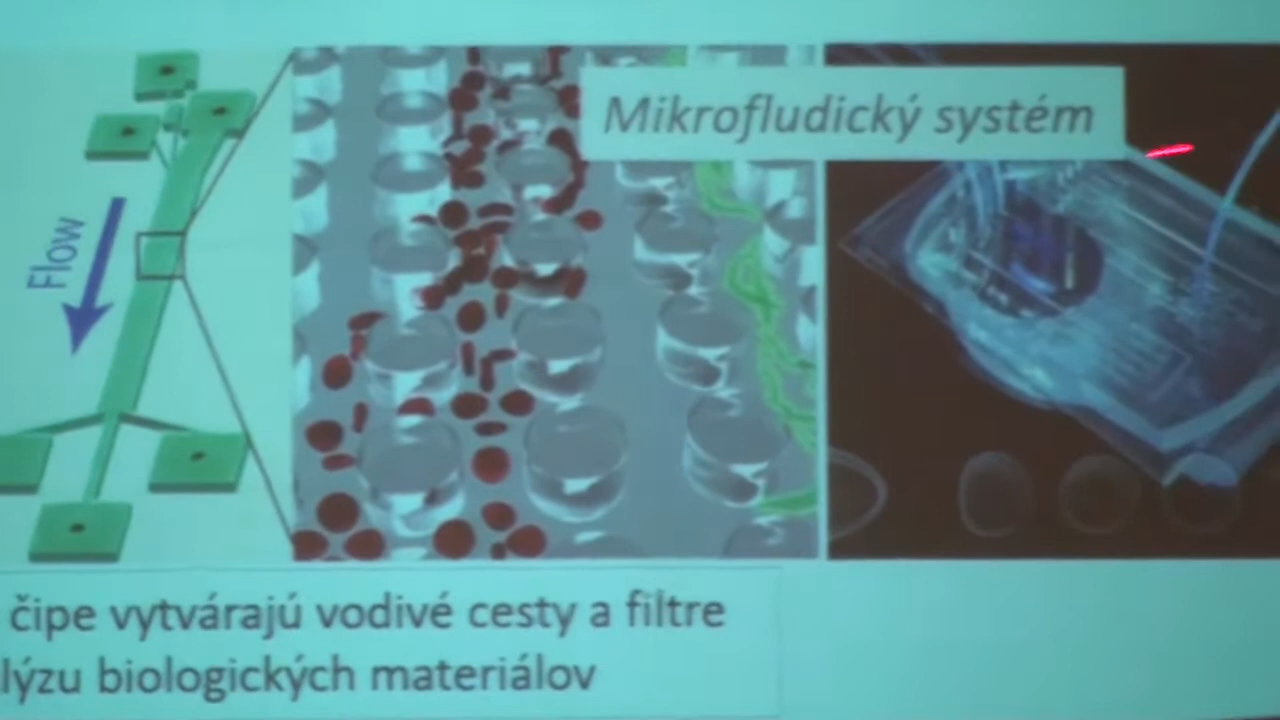 Mikrofludický systém
Flow
čipe vytvárajú vodivé cesty a filtre
lýzu biologických materiálov